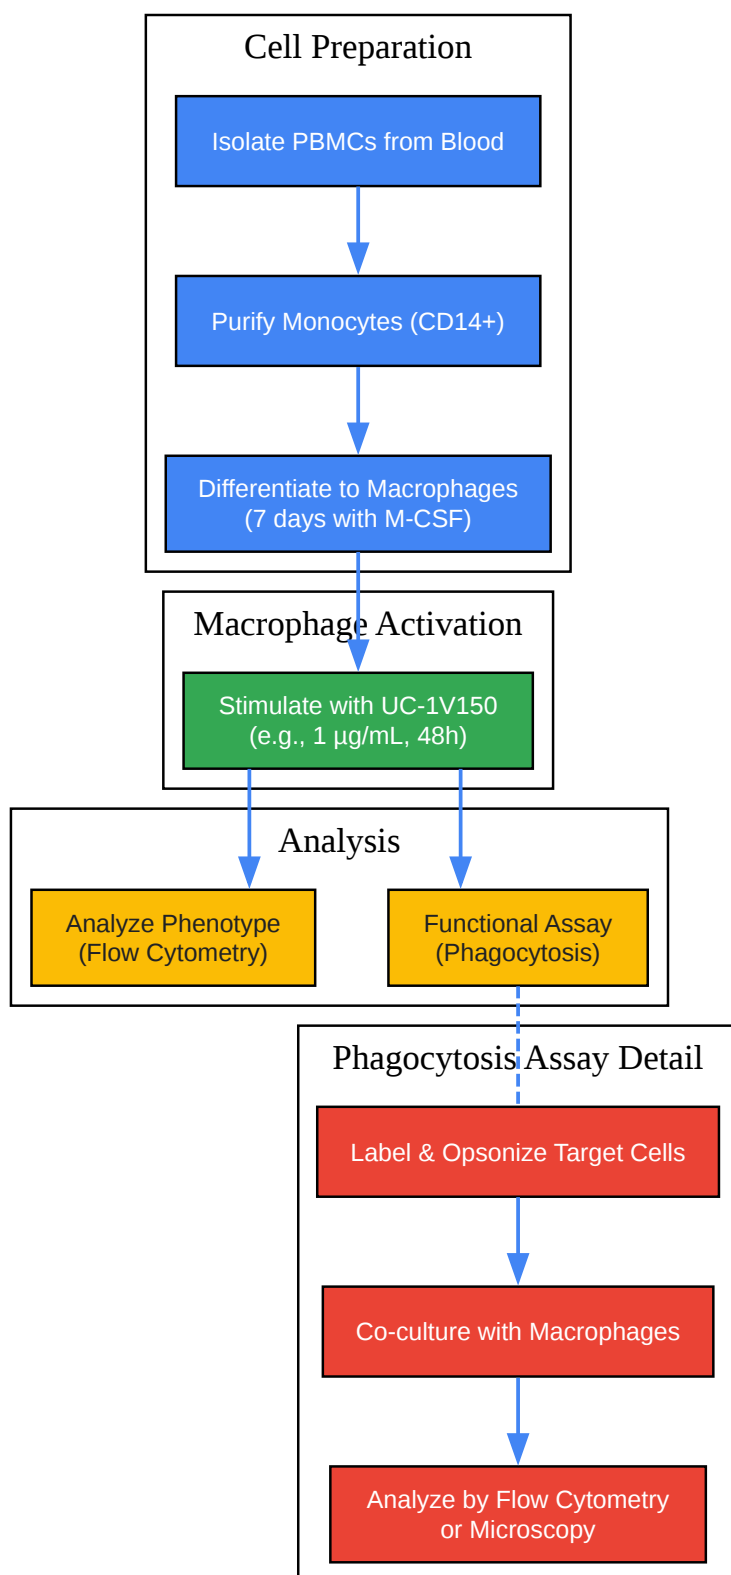 Cell Preparation
Isolate PBMCs from Blood
Purify Monocytes (CD14+)
Differentiate to Macrophages
(7 days with M-CSF)
Macrophage Activation
Stimulate with UC-1V150
(e.g., 1 µg/mL, 48h)
Analysis
Analyze Phenotype
(Flow Cytometry)
Functional Assay
(Phagocytosis)
Phagocytosis Assay Detail
Label & Opsonize Target Cells
Co-culture with Macrophages
Analyze by Flow Cytometry
or Microscopy